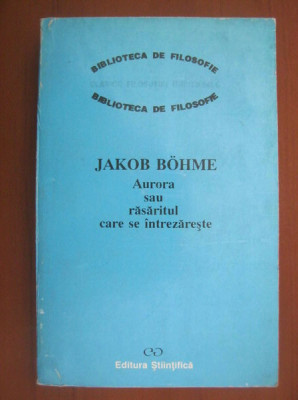 BIBLIOTECA DE FILOSOFIE
BIBLIOTECA DE FILOSOFIE
JAKOB BÖHME
Aurora
sau
răsăritul
care se întrezărește
Editura Științifică